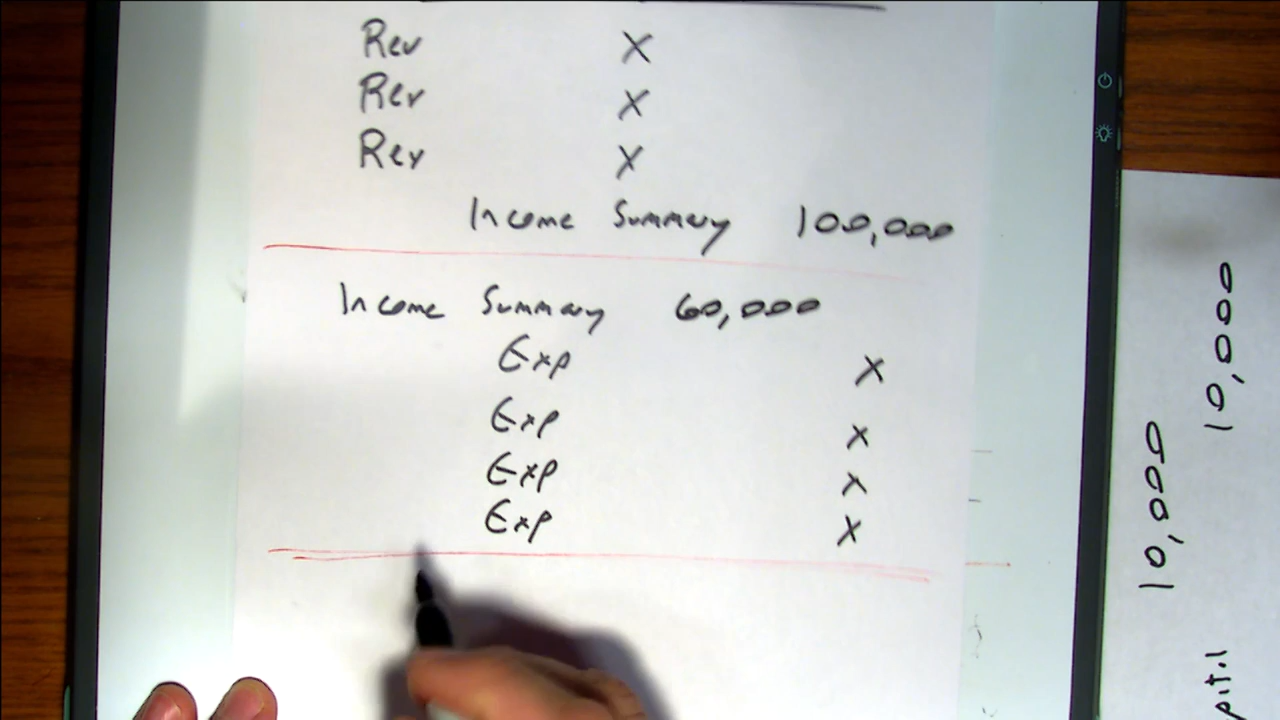 Rev X
Rev X
Rev X
Income Summary 100,000
Income Summary 60,000
Exp X
Exp X
Exp X
Exp X
10,000
10,000